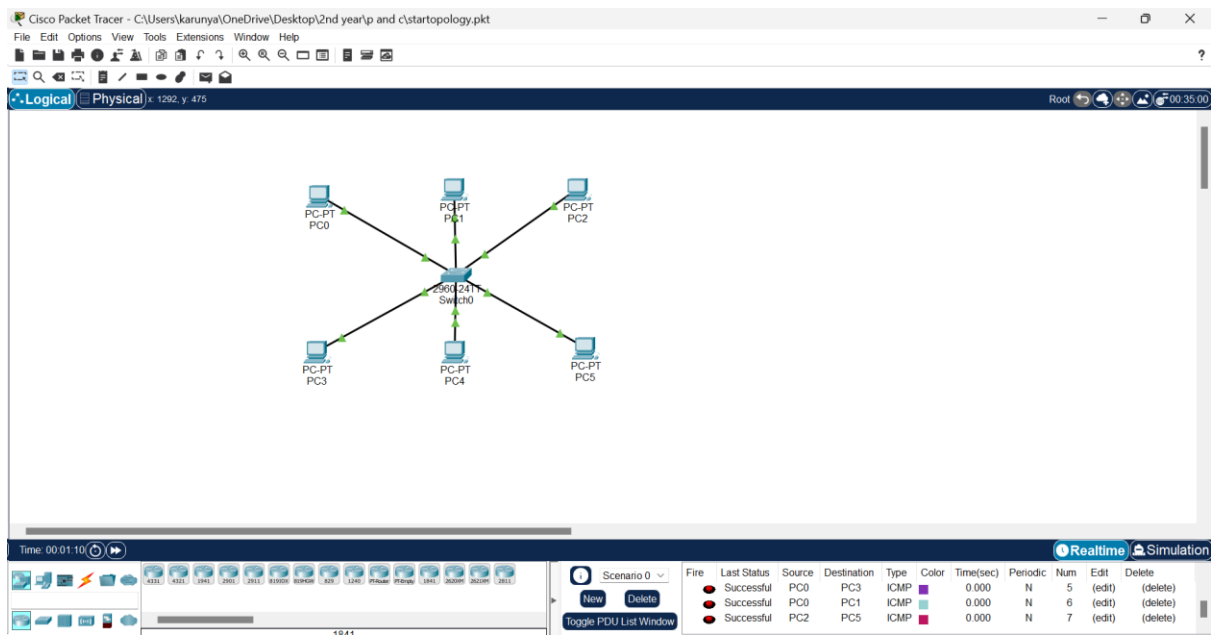 Cisco Packet Tracer - C:\Users\karunya\OneDrive\Desktop\2nd year\p and c\startopology.pkt
File Edit Options View Tools Extensions Window Help
?
Logical Physical x: 1292, y: 475 Root 00:35:00
PC-PT
PC0
PC-PT
PC1
PC-PT
PC2
2960-24TT
Switch0
PC-PT
PC3
PC-PT
PC4
PC-PT
PC5
Time: 00:01:10 Realtime Simulation
4331 4321 1941 2901 2911 819IOX 819HGW 829 1240 PT-Router PT-Empty 1841 2620XM 2621XM 2811
1841
Scenario 0
New Delete
Toggle PDU List Window
Fire Last Status Source Destination Type Color Time(sec) Periodic Num Edit Delete
Successful PC0 PC3 ICMP 0.000 N 5 (edit) (delete)
Successful PC0 PC1 ICMP 0.000 N 6 (edit) (delete)
Successful PC2 PC5 ICMP 0.000 N 7 (edit) (delete)